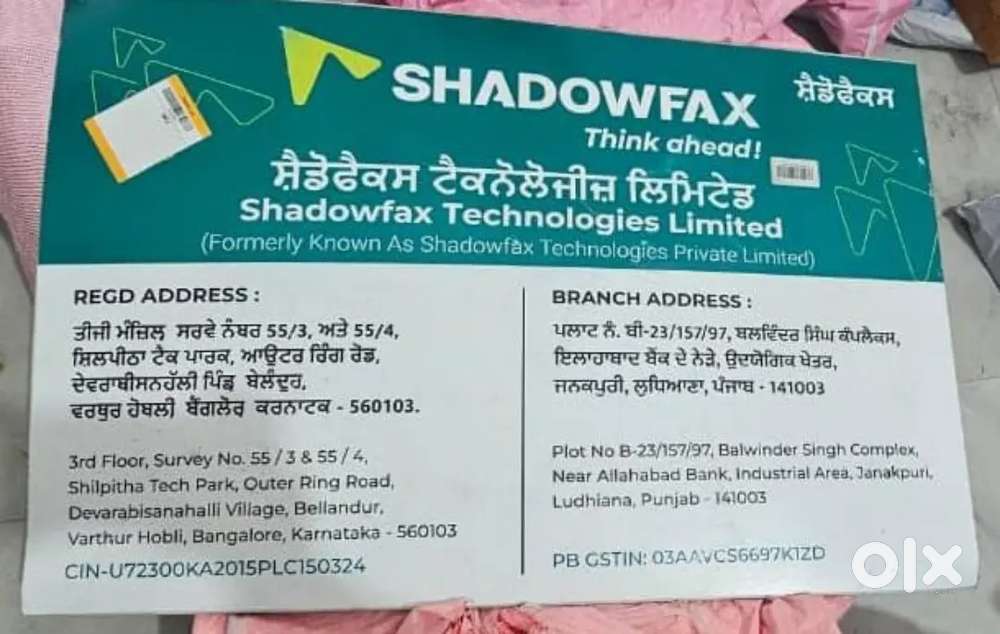 SHADOWFAX
ਸ਼ੈਡੋਫੈਕਸ
Think ahead!
ਸ਼ੈਡੋਫੈਕਸ ਟੈਕਨੋਲੋਜੀਜ਼ ਲਿਮਿਟੇਡ
Shadowfax Technologies Limited
(Formerly Known As Shadowfax Technologies Private Limited)
REGD ADDRESS :
ਤੀਜੀ ਮੰਜ਼ਿਲ ਸਰਵੇ ਨੰਬਰ 55/3, ਅਤੇ 55/4,
ਸ਼ਿਲਪੀਠਾ ਟੈਕ ਪਾਰਕ, ਆਉਟਰ ਰਿੰਗ ਰੋਡ,
ਦੇਵਰਾਬੀਸਨਹੱਲੀ ਪਿੰਡ ਬੇਲੰਦੂਰ,
ਵਰਥੁਰ ਹੋਬਲੀ ਬੈਂਗਲੋਰ ਕਰਨਾਟਕ - 560103.
3rd Floor, Survey No. 55 / 3 & 55 / 4,
Shilpitha Tech Park, Outer Ring Road,
Devarabisanahalli Village, Bellandur,
Varthur Hobli, Bangalore, Karnataka - 560103
CIN-U72300KA2015PLC150324
BRANCH ADDRESS :
ਪਲਾਟ ਨੰ. ਬੀ-23/157/97, ਬਲਵਿੰਦਰ ਸਿੰਘ ਕੰਪਲੈਕਸ,
ਇਲਾਹਾਬਾਦ ਬੈਂਕ ਦੇ ਨੇੜੇ, ਉਦਯੋਗਿਕ ਖੇਤਰ,
ਜਨਕਪੁਰੀ, ਲੁਧਿਆਣਾ, ਪੰਜਾਬ - 141003
Plot No B-23/157/97, Balwinder Singh Complex,
Near Allahabad Bank, Industrial Area, Janakpuri,
Ludhiana, Punjab - 141003
PB GSTIN: 03AAVCS6697K1ZD
olx